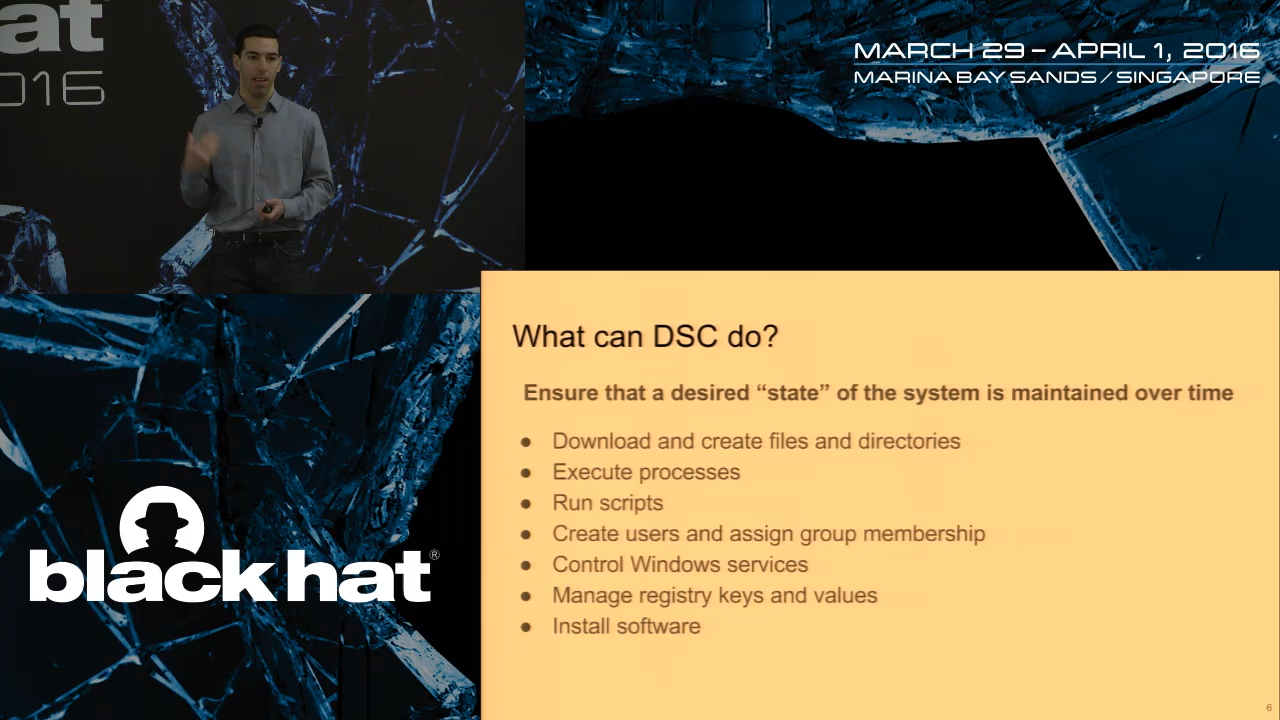 at
2016
MARCH 29 – APRIL 1, 2016
MARINA BAY SANDS / SINGAPORE
What can DSC do?
Ensure that a desired “state” of the system is maintained over time
● Download and create files and directories
● Execute processes
● Run scripts
● Create users and assign group membership
● Control Windows services
● Manage registry keys and values
● Install software
black hat®
6